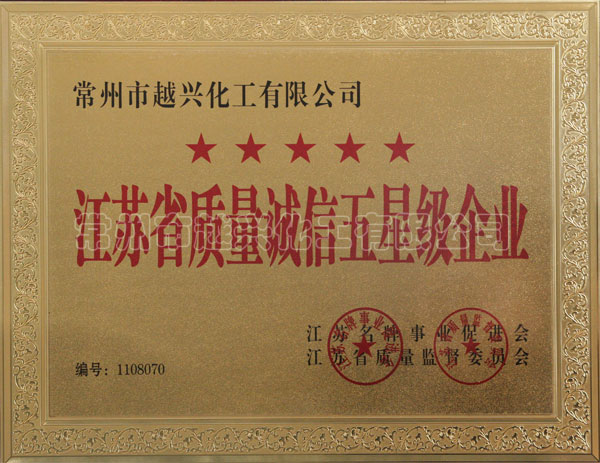 常州市越兴化工有限公司
江苏省质量诚信五星级企业
江苏名牌事业促进会
江苏省质量监督委员会
编号：1108070